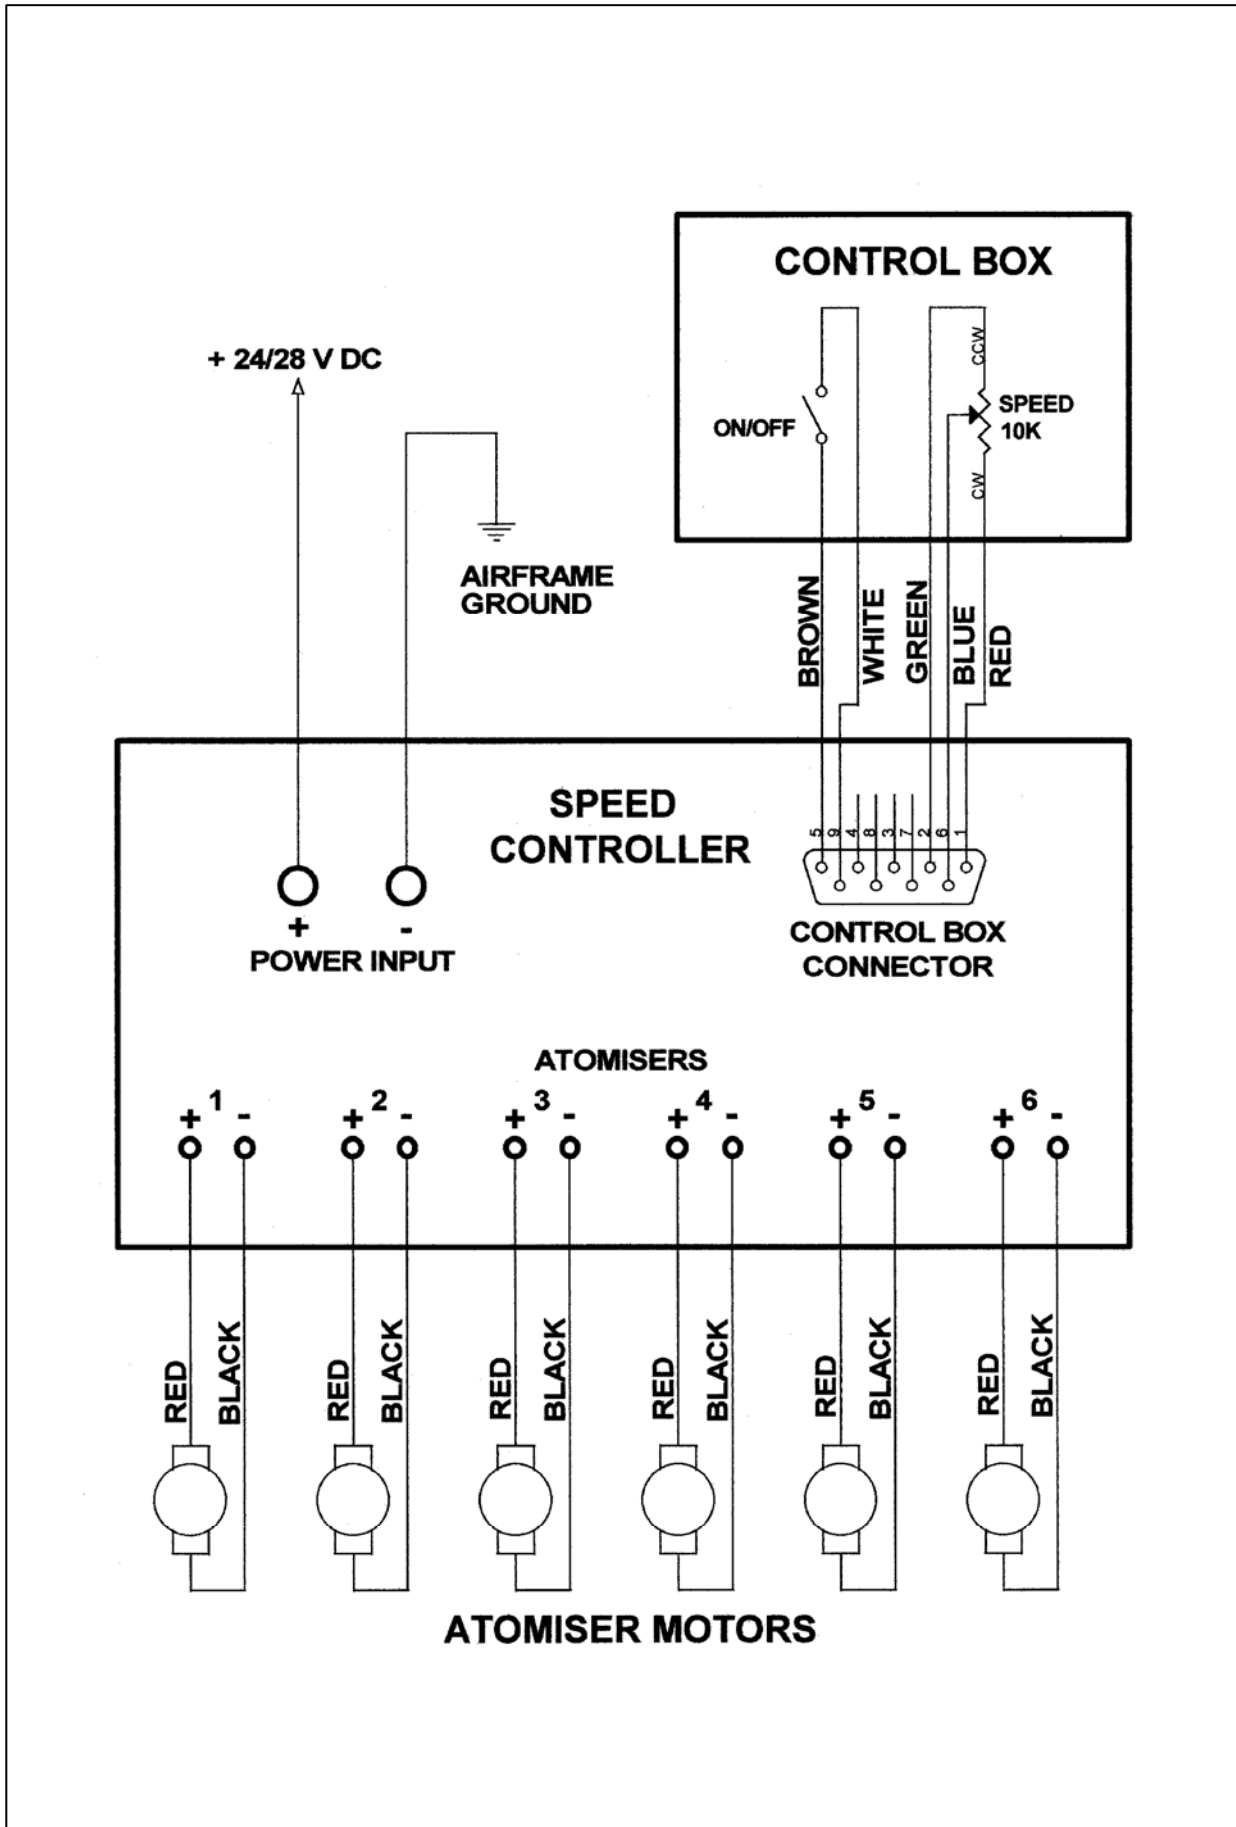 CONTROL BOX
+ 24/28 V DC
CCW
SPEED
10K
ON/OFF
CW
AIRFRAME
GROUND
BROWN
WHITE
GREEN
BLUE
RED
SPEED
CONTROLLER
5 9 4 8 3 7 2 6 1
+ -
POWER INPUT
CONTROL BOX
CONNECTOR
ATOMISERS
+ 1 - + 2 - + 3 - + 4 - + 5 - + 6 -
RED BLACK RED BLACK RED BLACK RED BLACK RED BLACK RED BLACK
ATOMISER MOTORS